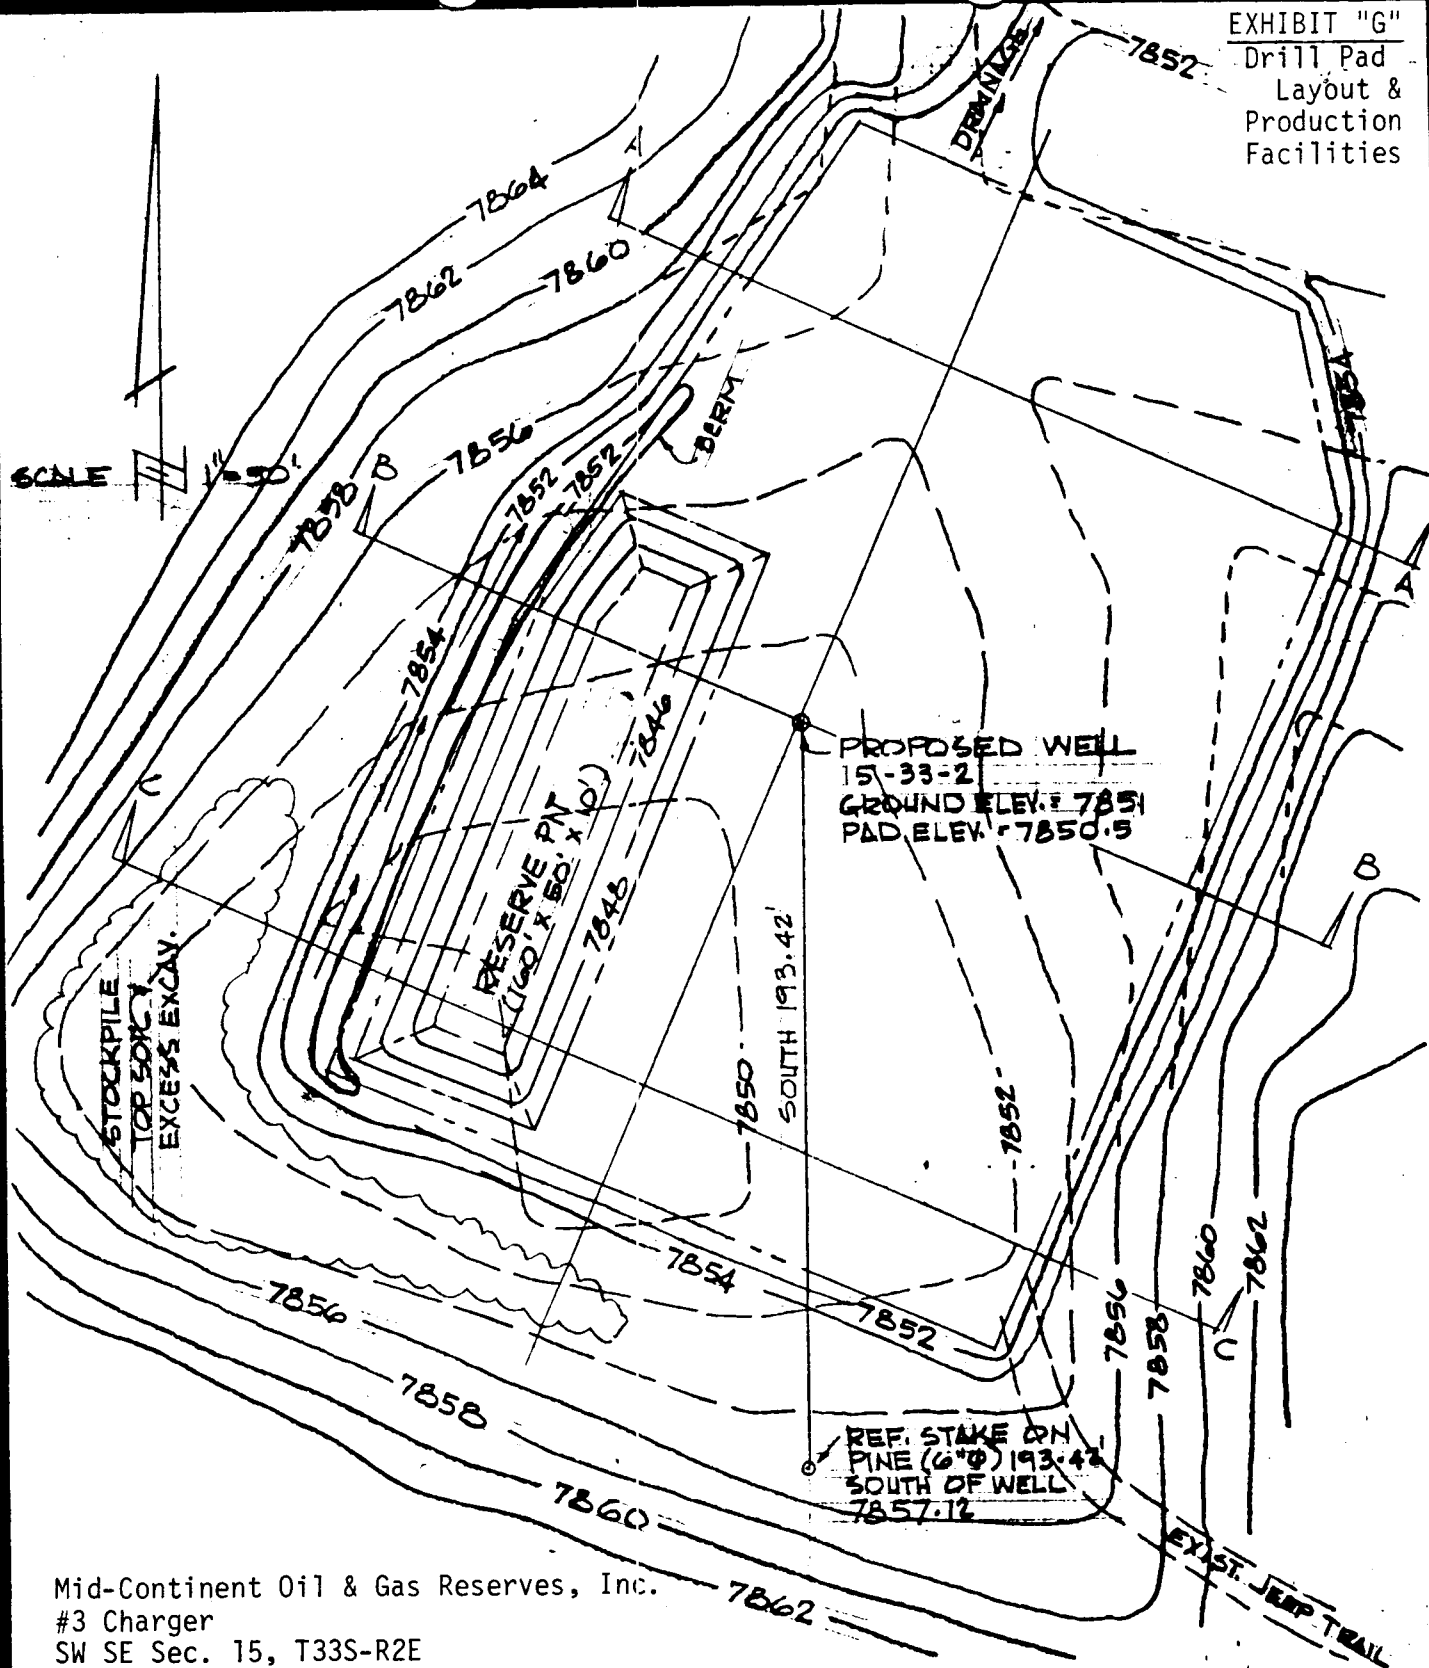 EXHIBIT "G"
Drill Pad
Layout &
Production
Facilities
7852
DRAINAGE
A
7864
7862
7860
7854
BERM
7856
SCALE
1"=50'
B
7858
7852
7852
A
7854
7846
PROPOSED WELL
15-33-2
GROUND ELEV. = 7851
PAD ELEV. = 7850.5
C
RESERVE PIT
(160' x 50' x 10')
7848
B
SOUTH 193.42'
STOCKPILE
EXCESS EXCAV.
7850
7852
7854
7856
7852
7856
7858
7860
7862
C
7858
REF. STAKE ON
PINE (6"Φ) 193.42'
SOUTH OF WELL
7857.12
7860
EXIST. JEEP TRAIL
7862
Mid-Continent Oil & Gas Reserves, Inc.
#3 Charger
SW SE Sec. 15, T33S-R2E